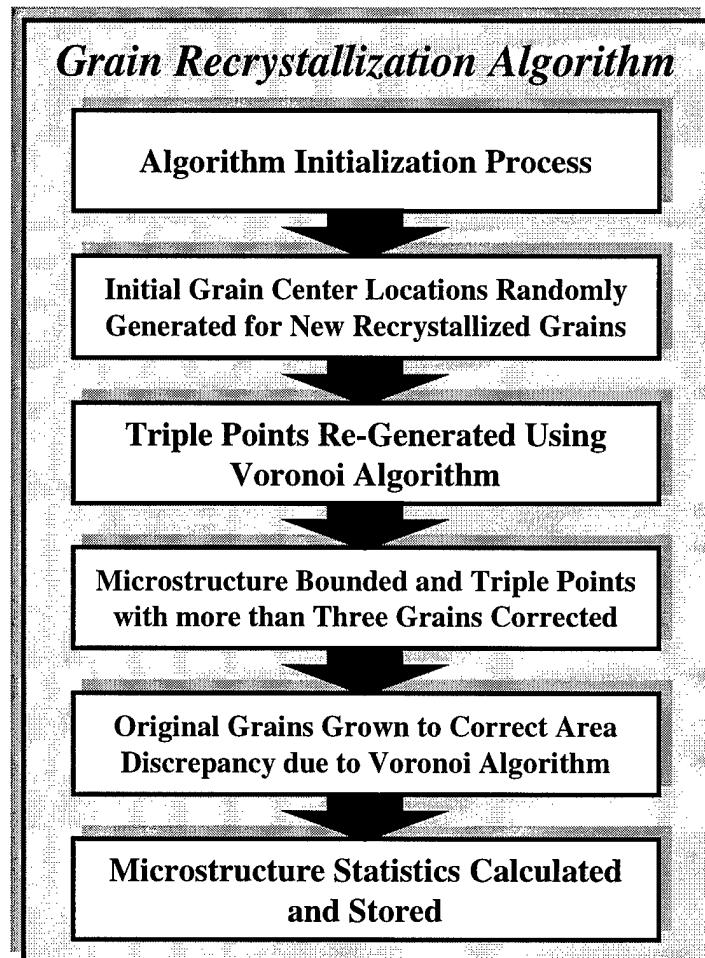 Grain Recrystallization Algorithm
Algorithm Initialization Process
Initial Grain Center Locations Randomly
Generated for New Recrystallized Grains
Triple Points Re-Generated Using
Voronoi Algorithm
Microstructure Bounded and Triple Points
with more than Three Grains Corrected
Original Grains Grown to Correct Area
Discrepancy due to Voronoi Algorithm
Microstructure Statistics Calculated
and Stored